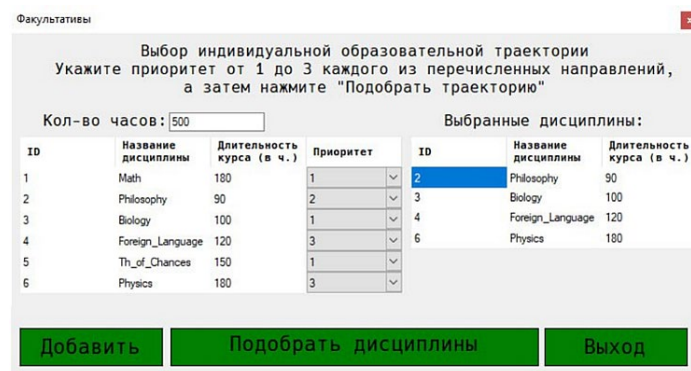 Факультативы
Выбор индивидуальной образовательной траектории
Укажите приоритет от 1 до 3 каждого из перечисленных направлений,
а затем нажмите "Подобрать траекторию"
Кол-во часов: 500
ID Название дисциплины Длительность курса (в ч.) Приоритет
1 Math 180 1
2 Philosophy 90 2
3 Biology 100 1
4 Foreign_Language 120 3
5 Th_of_Chances 150 1
6 Physics 180 3
Выбранные дисциплины:
ID Название дисциплины Длительность курса (в ч.)
2 Philosophy 90
3 Biology 100
4 Foreign_Language 120
6 Physics 180
Добавить
Подобрать дисциплины
Выход